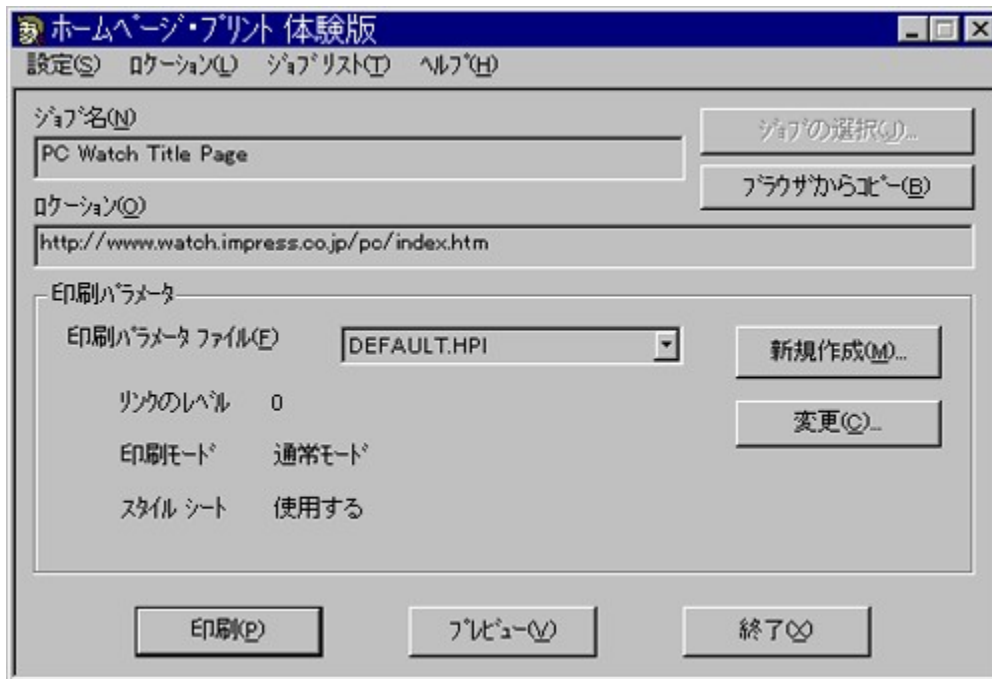 ホームページ・プリント 体験版
設定(S) ロケーション(L) ジョブリスト(T) ヘルプ(H)
ジョブ名(N)
ジョブの選択(J)...
PC Watch Title Page
ブラウザからコピー(B)
ロケーション(O)
http://www.watch.impress.co.jp/pc/index.htm
印刷パラメータ
印刷パラメータ ファイル(F) DEFAULT.HPI 新規作成(M)...
リンクのレベル 0
変更(C)...
印刷モード 通常モード
スタイル シート 使用する
印刷(P) プレビュー(V) 終了(X)